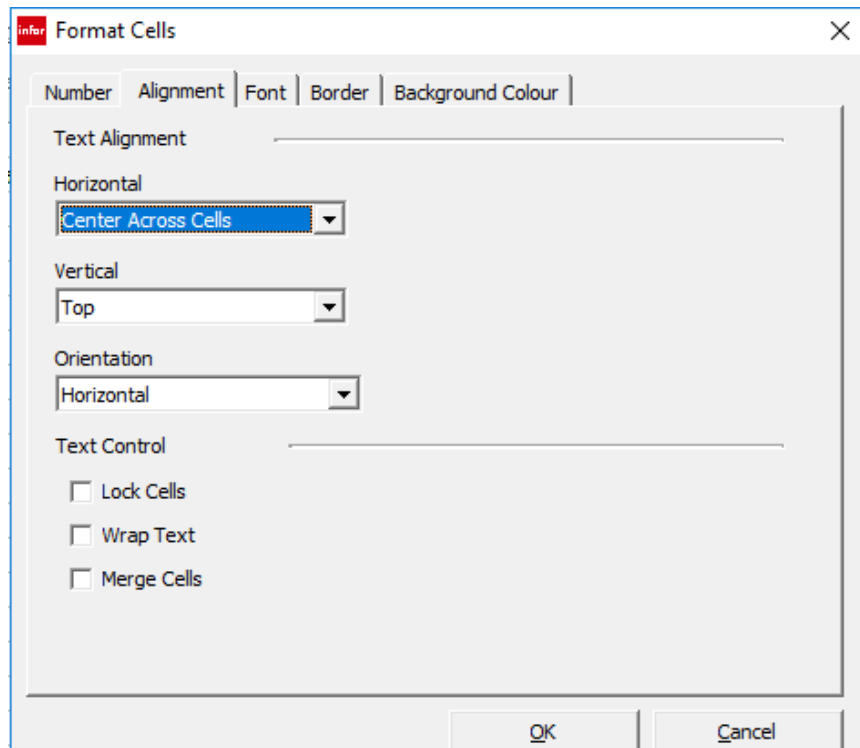 infor Format Cells
Number Alignment Font Border Background Colour
Text Alignment
Horizontal
Center Across Cells
Vertical
Top
Orientation
Horizontal
Text Control
Lock Cells
Wrap Text
Merge Cells
OK Cancel